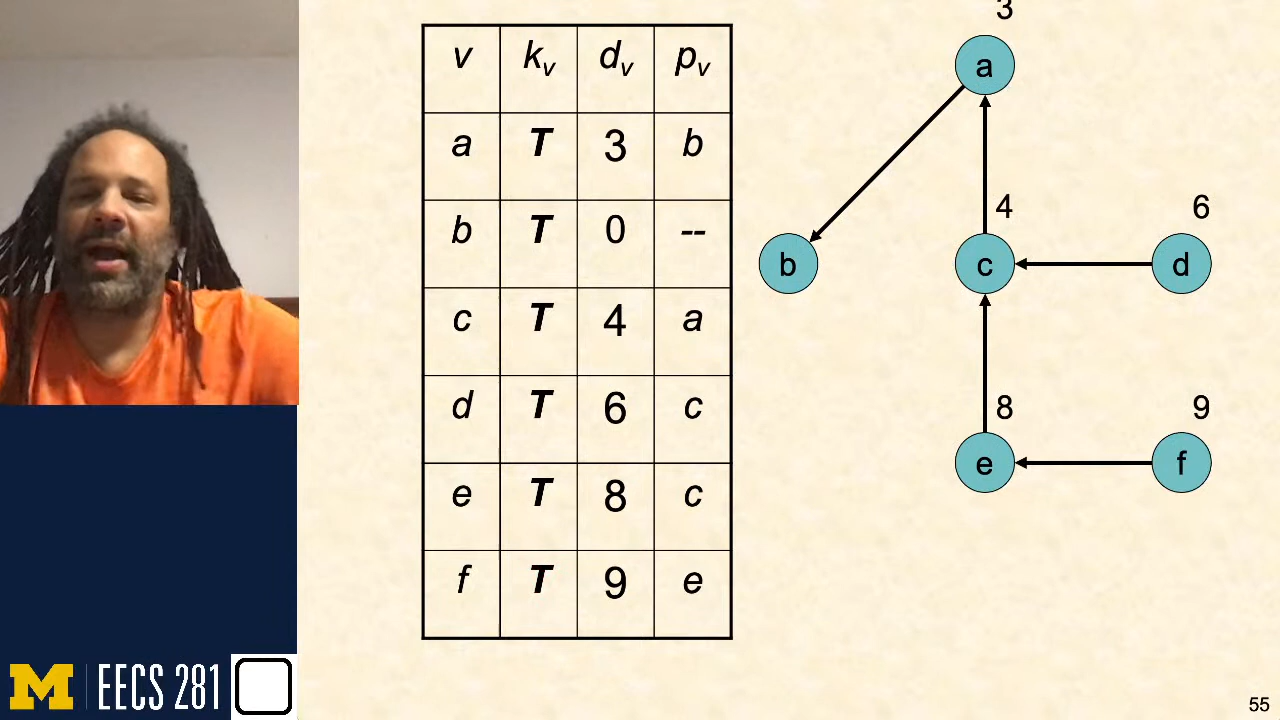 v kv dv pv
a T 3 b
b T 0 --
c T 4 a
d T 6 c
e T 8 c
f T 9 e
3
a
4
6
b
c
d
8
9
e
f
M EECS 281
55